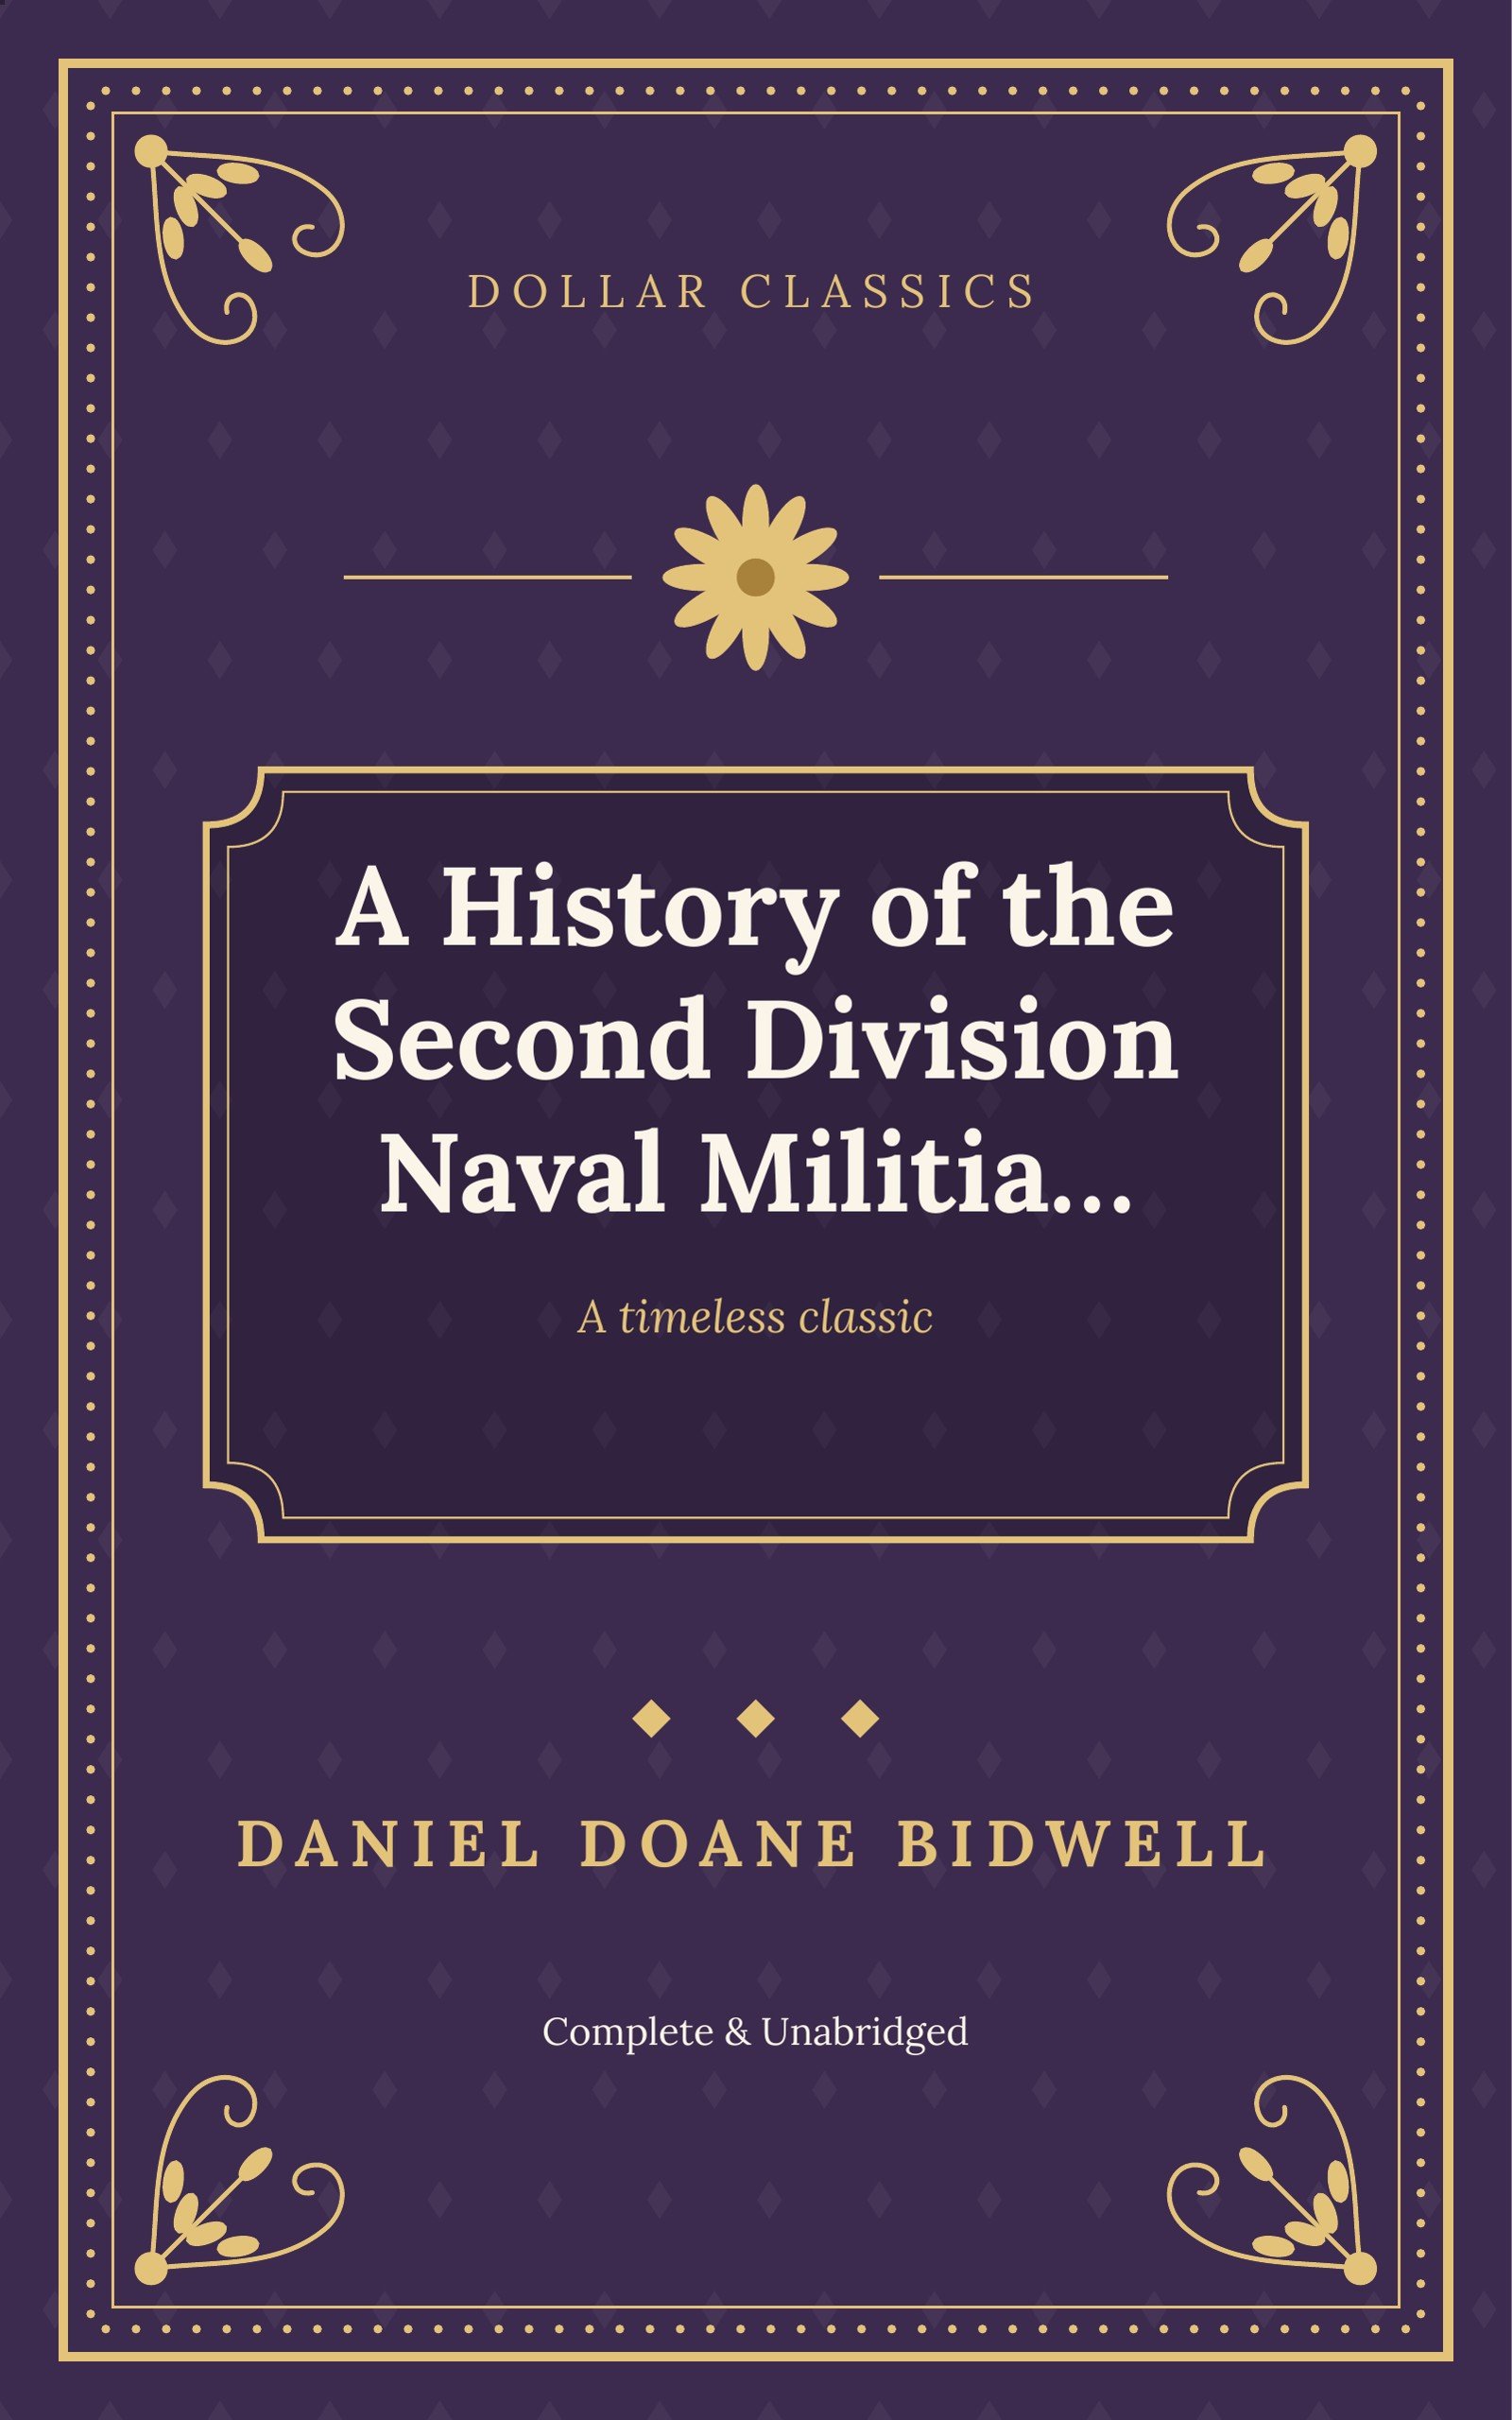 DOLLAR CLASSICS
A History of the
Second Division
Naval Militia...
A timeless classic
DANIEL DOANE BIDWELL
Complete & Unabridged